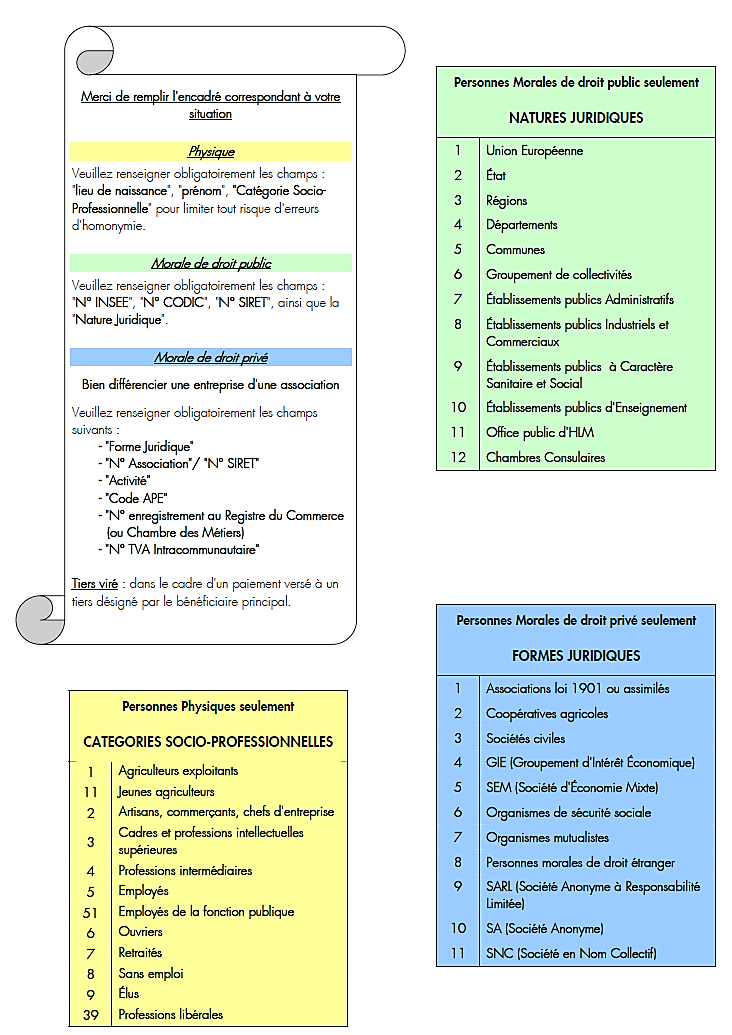 Merci de remplir l'encadré correspondant à votre
situation
Physique
Veuillez renseigner obligatoirement les champs :
"lieu de naissance", "prénom", "Catégorie Socio-
Professionnelle" pour limiter tout risque d'erreurs
d'homonymie.
Morale de droit public
Veuillez renseigner obligatoirement les champs :
"N° INSEE", "N° CODIC", "N° SIRET", ainsi que la
"Nature Juridique".
Morale de droit privé
Bien différencier une entreprise d'une association
Veuillez renseigner obligatoirement les champs
suivants :
- "Forme Juridique"
- "N° Association"/ "N° SIRET"
- "Activité"
- "Code APE"
- "N° enregistrement au Registre du Commerce
(ou Chambre des Métiers)
- "N° TVA Intracommunautaire"
Tiers viré : dans le cadre d'un paiement versé à un
tiers désigné par le bénéficiaire principal.
Personnes Physiques seulement
CATEGORIES SOCIO-PROFESSIONNELLES
1 Agriculteurs exploitants
11 Jeunes agriculteurs
2 Artisans, commerçants, chefs d'entreprise
3 Cadres et professions intellectuelles
supérieures
4 Professions intermédiaires
5 Employés
51 Employés de la fonction publique
6 Ouvriers
7 Retraités
8 Sans emploi
9 Élus
39 Professions libérales
Personnes Morales de droit public seulement
NATURES JURIDIQUES
1 Union Européenne
2 État
3 Régions
4 Départements
5 Communes
6 Groupement de collectivités
7 Établissements publics Administratifs
8 Établissements publics Industriels et
Commerciaux
9 Établissements publics à Caractère
Sanitaire et Social
10 Établissements publics d'Enseignement
11 Office public d'HLM
12 Chambres Consulaires
Personnes Morales de droit privé seulement
FORMES JURIDIQUES
1 Associations loi 1901 ou assimilés
2 Coopératives agricoles
3 Sociétés civiles
4 GIE (Groupement d'Intérêt Économique)
5 SEM (Société d'Économie Mixte)
6 Organismes de sécurité sociale
7 Organismes mutualistes
8 Personnes morales de droit étranger
9 SARL (Société Anonyme à Responsabilité
Limitée)
10 SA (Société Anonyme)
11 SNC (Société en Nom Collectif)